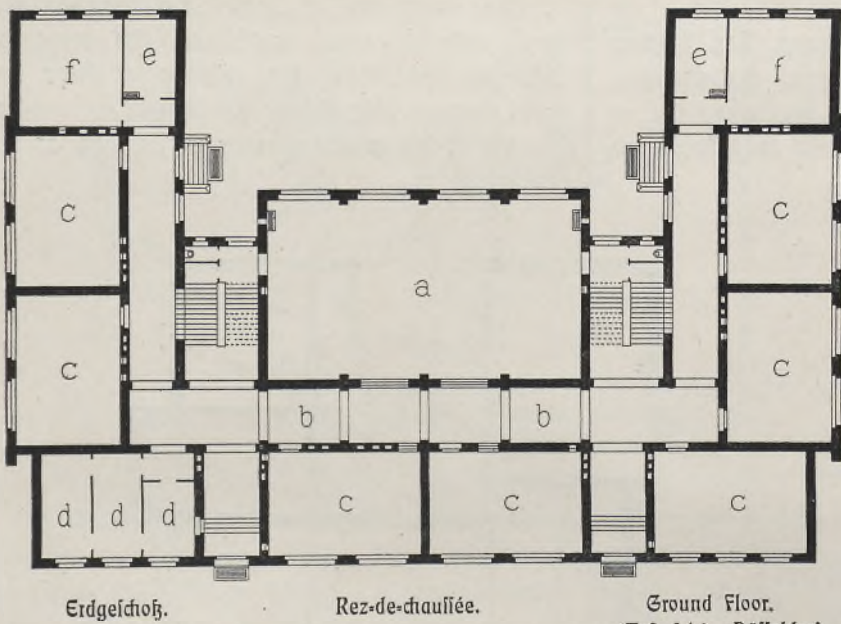 f e e f
c c
a
c c
b b
d d d c c c
Erdgeschoß. Rez-de-chaussée. Ground Floor.